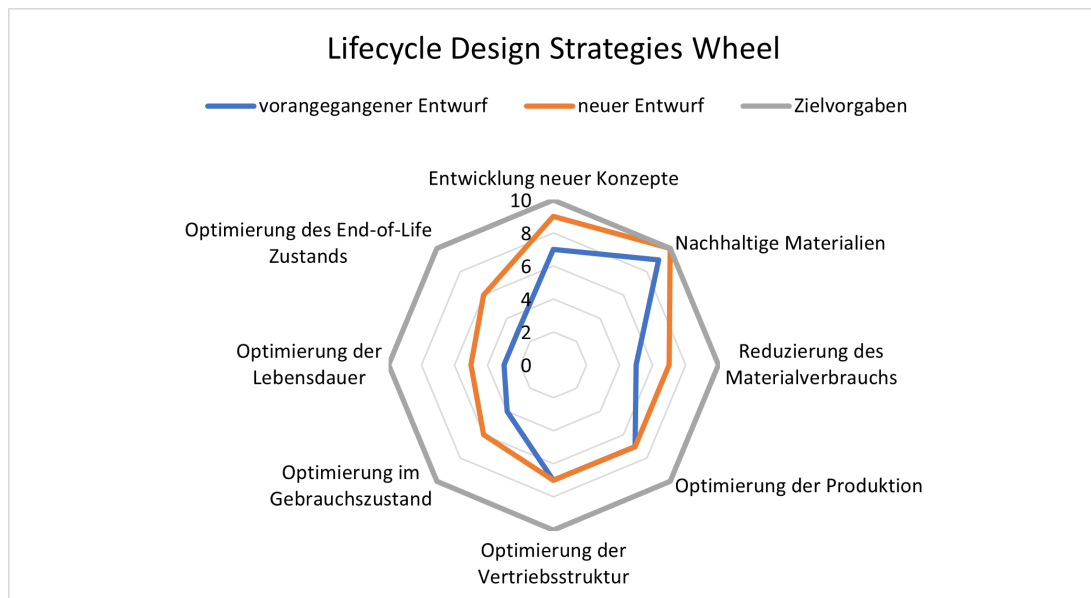 Lifecycle Design Strategies Wheel
vorangegangener Entwurf
neuer Entwurf
Zielvorgaben
Entwicklung neuer Konzepte
Nachhaltige Materialien
Reduzierung des
Materialverbrauchs
Optimierung der Produktion
Optimierung der
Vertriebsstruktur
Optimierung im
Gebrauchszustand
Optimierung der
Lebensdauer
Optimierung des End-of-Life
Zustands
10
8
6
4
2
0